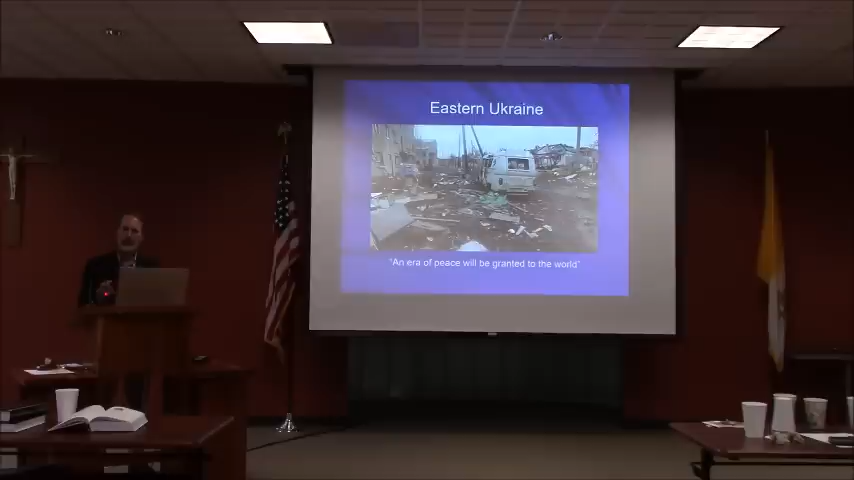 Eastern Ukraine
"An era of peace will be granted to the world"